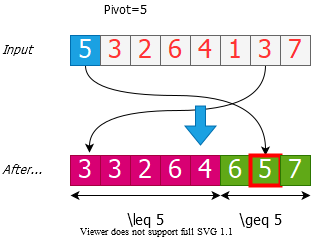 Pivot=5
Input 5 3 2 6 4 1 3 7
After... 3 3 2 6 4 6 5 7
\leq 5 \geq 5
Viewer does not support full SVG 1.1